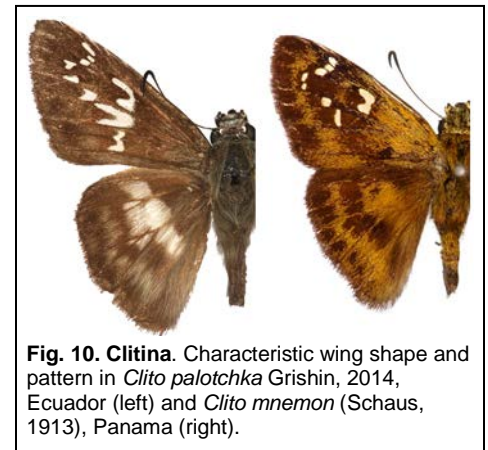 Fig. 10. Clitina. Characteristic wing shape and
pattern in Clito palotchka Grishin, 2014,
Ecuador (left) and Clito mnemon (Schaus,
1913), Panama (right).